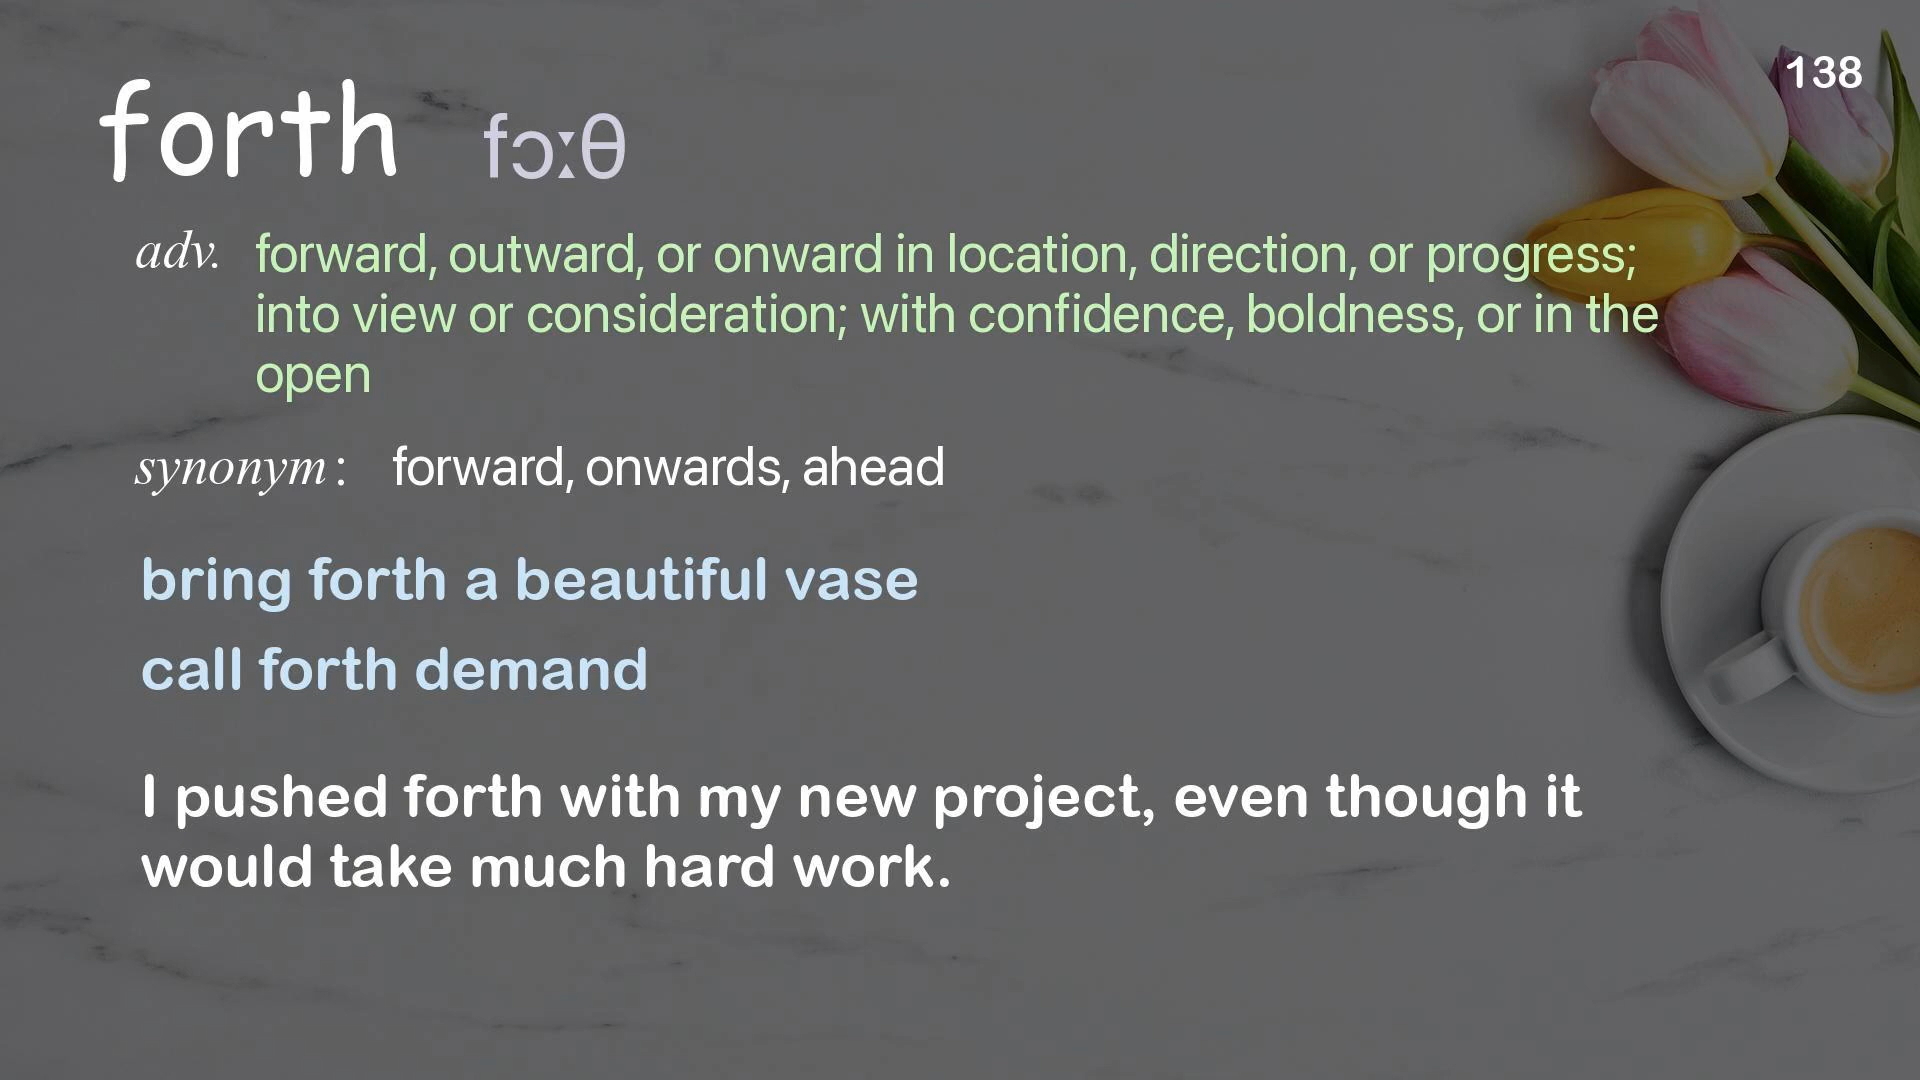 138
forth fɔːθ
adv. forward, outward, or onward in location, direction, or progress;
into view or consideration; with confidence, boldness, or in the
open
synonym : forward, onwards, ahead
bring forth a beautiful vase
call forth demand
I pushed forth with my new project, even though it
would take much hard work.